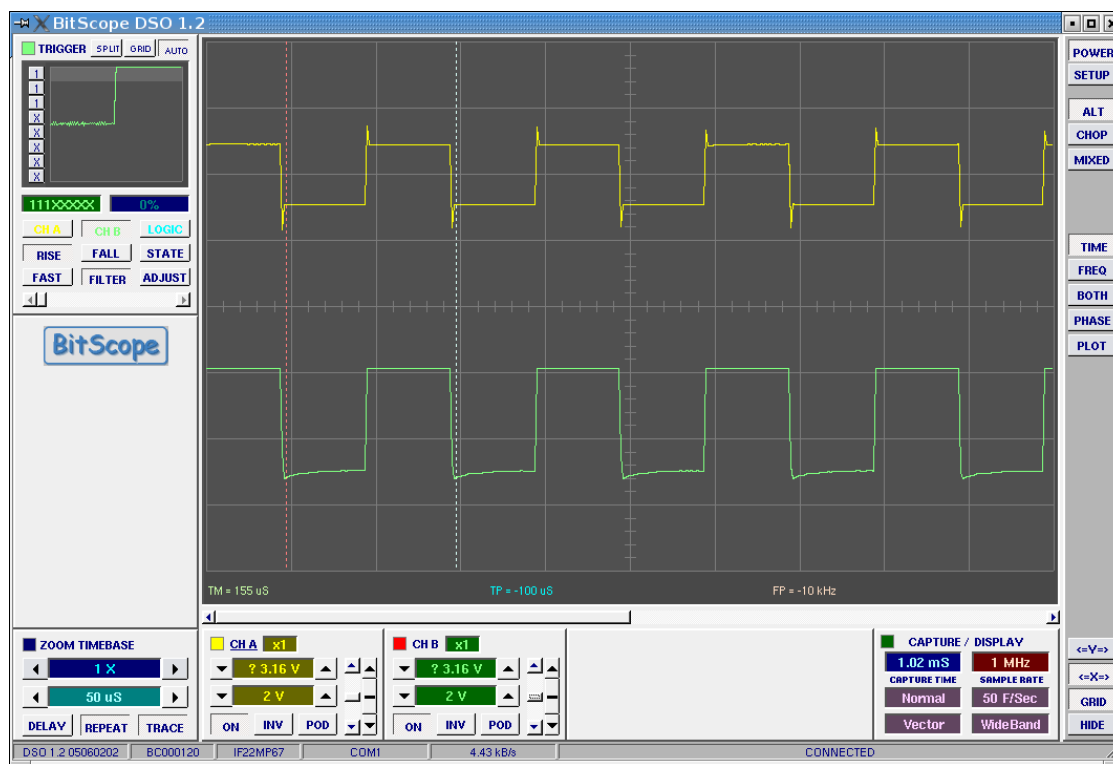 BitScope DSO 1.2
TRIGGER SPLIT GRID AUTO
1
1
1
X
X
X
X
X
111XXXXX 0%
CH A CH B LOGIC
RISE FALL STATE
FAST FILTER ADJUST
BitScope
TM = 155 uS TP = -100 uS FP = -10 kHz
POWER
SETUP
ALT
CHOP
MIXED
TIME
FREQ
BOTH
PHASE
PLOT
<=Y=>
<=X=>
GRID
HIDE
ZOOM TIMEBASE
1 X
50 uS
DELAY REPEAT TRACE
CH A x1
? 3.16 V
2 V
ON INV POD
CH B x1
? 3.16 V
2 V
ON INV POD
CAPTURE / DISPLAY
1.02 mS 1 MHz
CAPTURE TIME SAMPLE RATE
Normal 50 F/Sec
Vector WideBand
DSO 1.2 05060202 BC000120 IF22MP67 COM1 4.43 kB/s CONNECTED